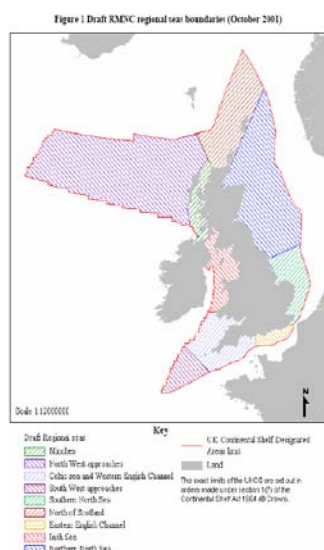 Figure 1 Draft RMNC regional seas boundaries (October 2001)
Scale 1:12000000
N
Key
Draft Regional seas
Minches
North West approaches
Celtic sea and Western English Channel
South West approaches
Southern North Sea
North of Scotland
Eastern English Channel
Irish Sea
Northern North Sea
U.K. Continental Shelf Designated
Areas limit
Land
The exact limits of the UKCS are set out in
orders made under section 1(7) of the
Continental Shelf Act 1964